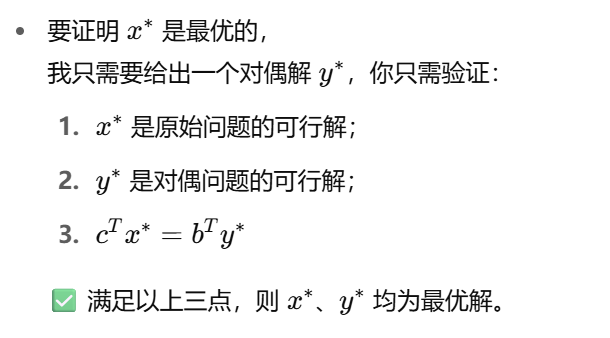 • 要证明 x* 是最优的，
我只需要给出一个对偶解 y*，你只需验证：
1. x* 是原始问题的可行解；
2. y* 是对偶问题的可行解；
3. cᵀx* = bᵀy*
✅ 满足以上三点，则 x*、y* 均为最优解。